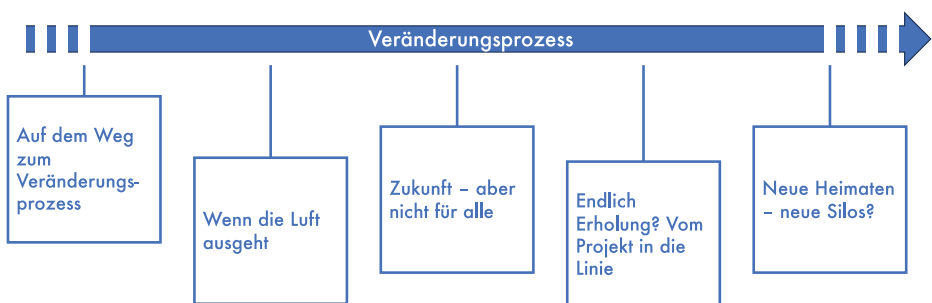 Veränderungsprozess
Auf dem Weg
zum
Veränderungs-
prozess
Wenn die Luft
ausgeht
Zukunft – aber
nicht für alle
Endlich
Erholung? Vom
Projekt in die
Linie
Neue Heimaten
– neue Silos?